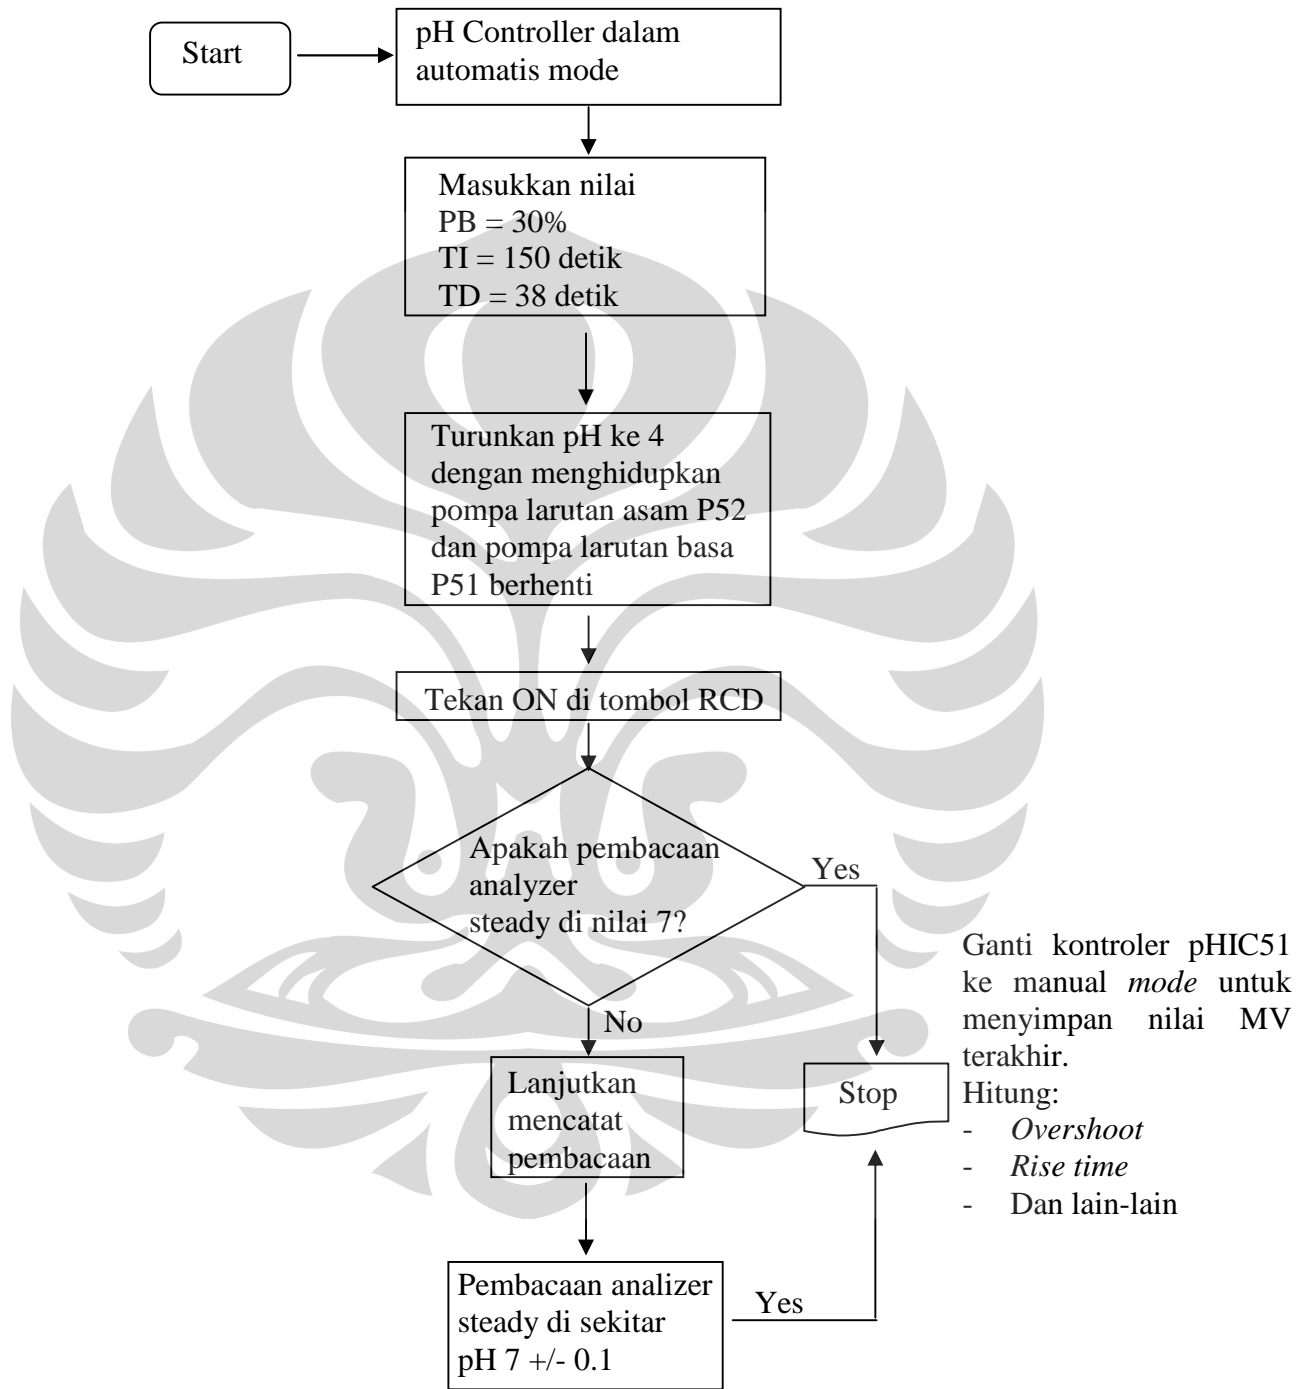 Start
pH Controller dalam
automatis mode
Masukkan nilai
PB = 30%
TI = 150 detik
TD = 38 detik
Turunkan pH ke 4
dengan menghidupkan
pompa larutan asam P52
dan pompa larutan basa
P51 berhenti
Tekan ON di tombol RCD
Apakah pembacaan
analyzer
steady di nilai 7?
Yes
No
Lanjutkan
mencatat
pembacaan
Stop
Ganti kontroler pHIC51
ke manual mode untuk
menyimpan nilai MV
terakhir.
Hitung:
- Overshoot
- Rise time
- Dan lain-lain
Pembacaan analizer
steady di sekitar
pH 7 +/- 0.1
Yes